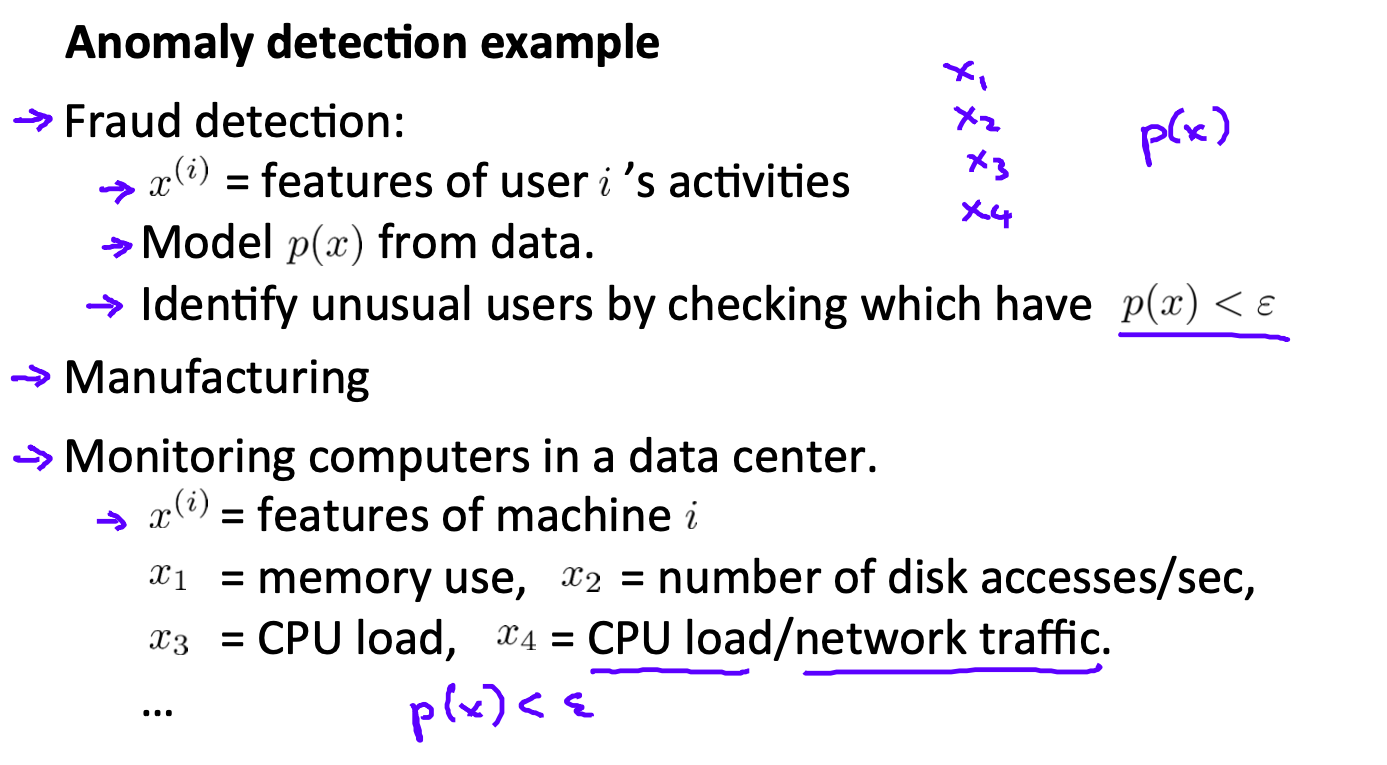 Anomaly detection example
x₁
→ Fraud detection:
x₂
p(x)
→ x⁽ⁱ⁾ = features of user i 's activities
x₃
x₄
→ Model p(x) from data.
→ Identify unusual users by checking which have p(x) < ε
→ Manufacturing
→ Monitoring computers in a data center.
→ x⁽ⁱ⁾ = features of machine i
x₁ = memory use, x₂ = number of disk accesses/sec,
x₃ = CPU load, x₄ = CPU load/network traffic.
...
p(x) < ε